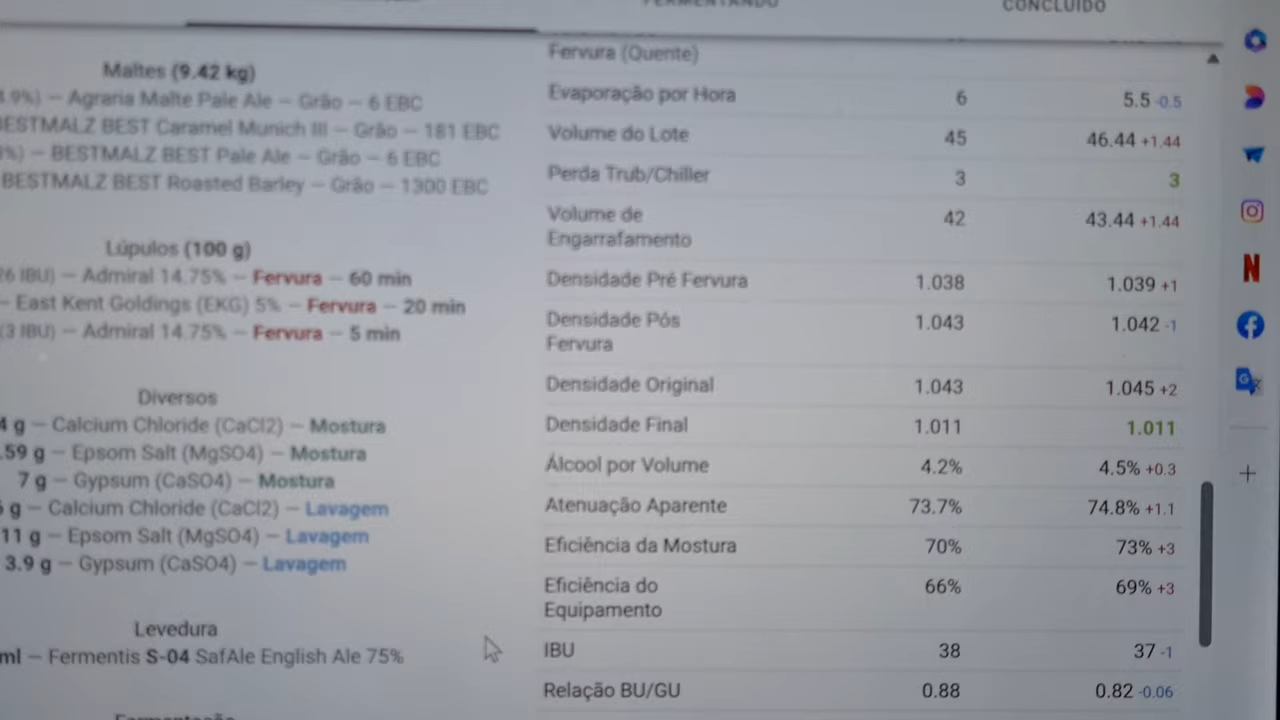 CONCLUÍDO
Maltes (9.42 kg)
4.9%) — Agraria Malte Pale Ale — Grão — 6 EBC
BESTMALZ BEST Caramel Munich III — Grão — 181 EBC
%) — BESTMALZ BEST Pale Ale — Grão — 6 EBC
BESTMALZ BEST Roasted Barley — Grão — 1300 EBC
Lúpulos (100 g)
26 IBU) — Admiral 14.75% — Fervura — 60 min
— East Kent Goldings (EKG) 5% — Fervura — 20 min
(3 IBU) — Admiral 14.75% — Fervura — 5 min
Diversos
4 g — Calcium Chloride (CaCl2) — Mostura
.59 g — Epsom Salt (MgSO4) — Mostura
7 g — Gypsum (CaSO4) — Mostura
g — Calcium Chloride (CaCl2) — Lavagem
11 g — Epsom Salt (MgSO4) — Lavagem
3.9 g — Gypsum (CaSO4) — Lavagem
Levedura
ml — Fermentis S-04 SafAle English Ale 75%
Fervura (Quente)
Evaporação por Hora 6 5.5 -0.5
Volume do Lote 45 46.44 +1.44
Perda Trub/Chiller 3 3
Volume de
Engarrafamento 42 43.44 +1.44
Densidade Pré Fervura 1.038 1.039 +1
Densidade Pós
Fervura 1.043 1.042 -1
Densidade Original 1.043 1.045 +2
Densidade Final 1.011 1.011
Álcool por Volume 4.2% 4.5% +0.3
Atenuação Aparente 73.7% 74.8% +1.1
Eficiência da Mostura 70% 73% +3
Eficiência do
Equipamento 66% 69% +3
IBU 38 37 -1
Relação BU/GU 0.88 0.82 -0.06